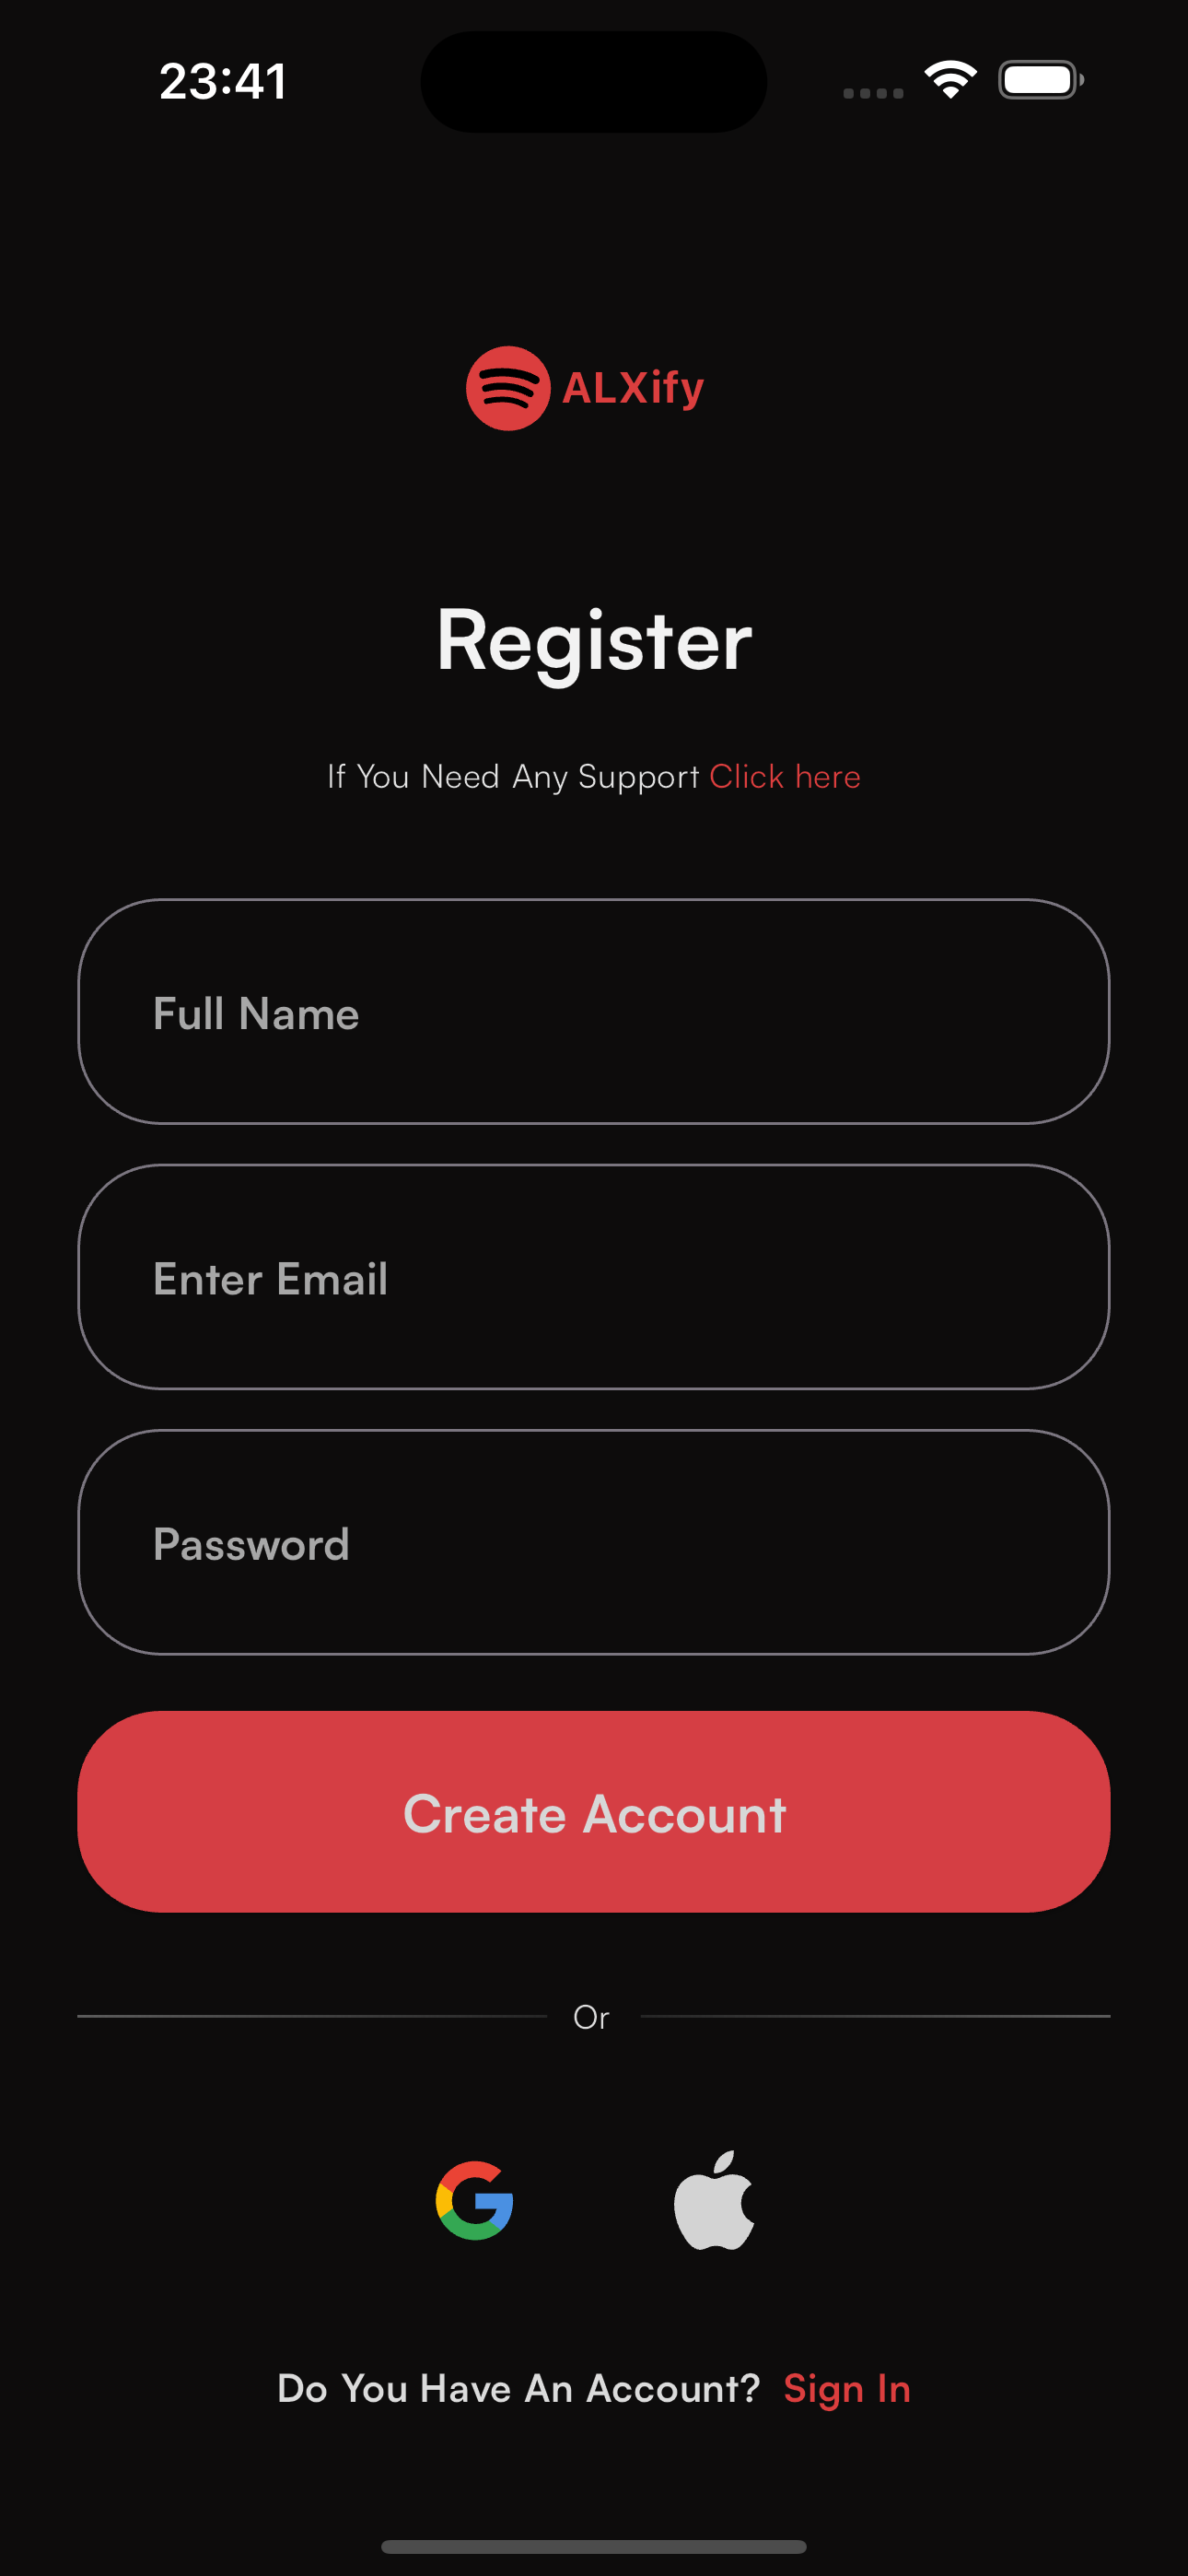 23:41
ALXify
Register
If You Need Any Support Click here
Full Name
Enter Email
Password
Create Account
Or
Do You Have An Account? Sign In